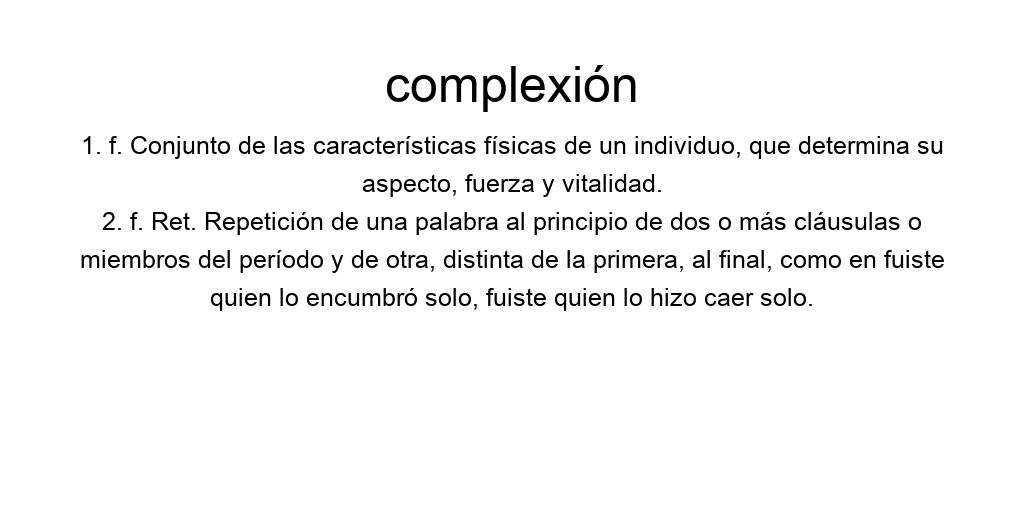 complexión
1. f. Conjunto de las características físicas de un individuo, que determina su
aspecto, fuerza y vitalidad.
2. f. Ret. Repetición de una palabra al principio de dos o más cláusulas o
miembros del período y de otra, distinta de la primera, al final, como en fuiste
quien lo encumbró solo, fuiste quien lo hizo caer solo.